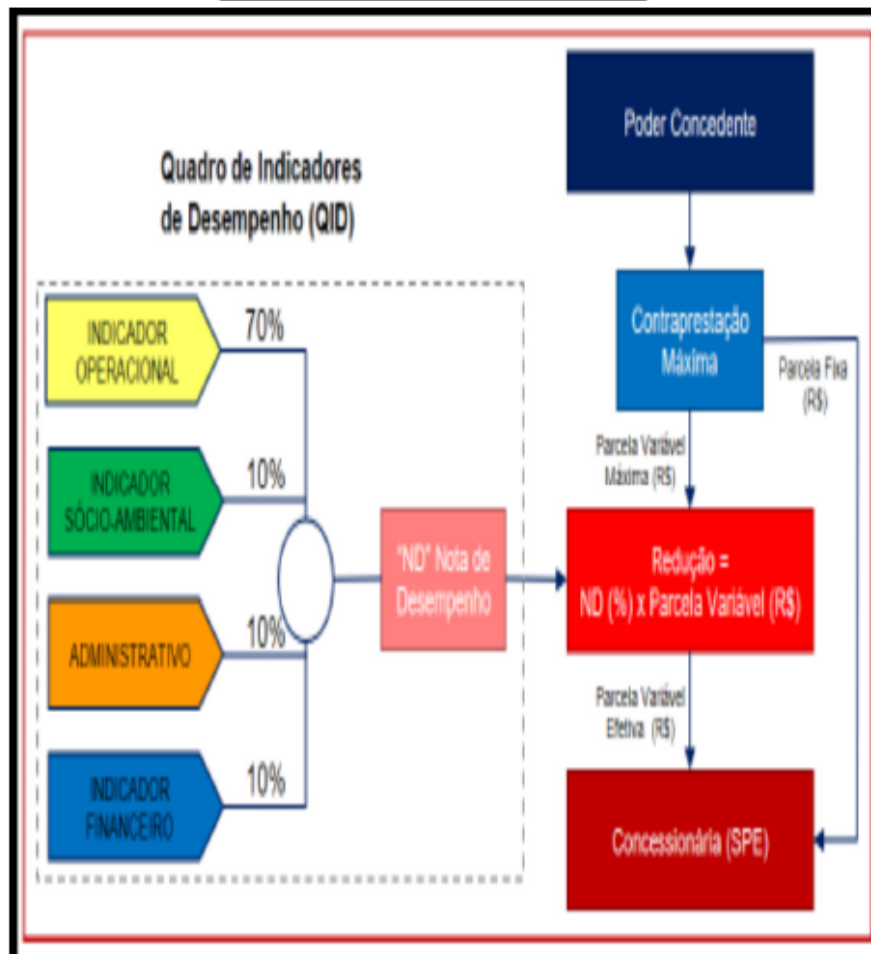 Quadro de Indicadores
de Desempenho (QID)
INDICADOR
OPERACIONAL
70%
INDICADOR
SÓCIO-AMBIENTAL
10%
ADMINISTRATIVO
10%
INDICADOR
FINANCEIRO
10%
"ND" Nota de
Desempenho
Poder Concedente
Contraprestação
Máxima
Parcela Fixa
(R$)
Parcela Variável
Máxima (R$)
Redução =
ND (%) x Parcela Variável (R$)
Parcela Variável
Efetiva (R$)
Concessionária (SPE)